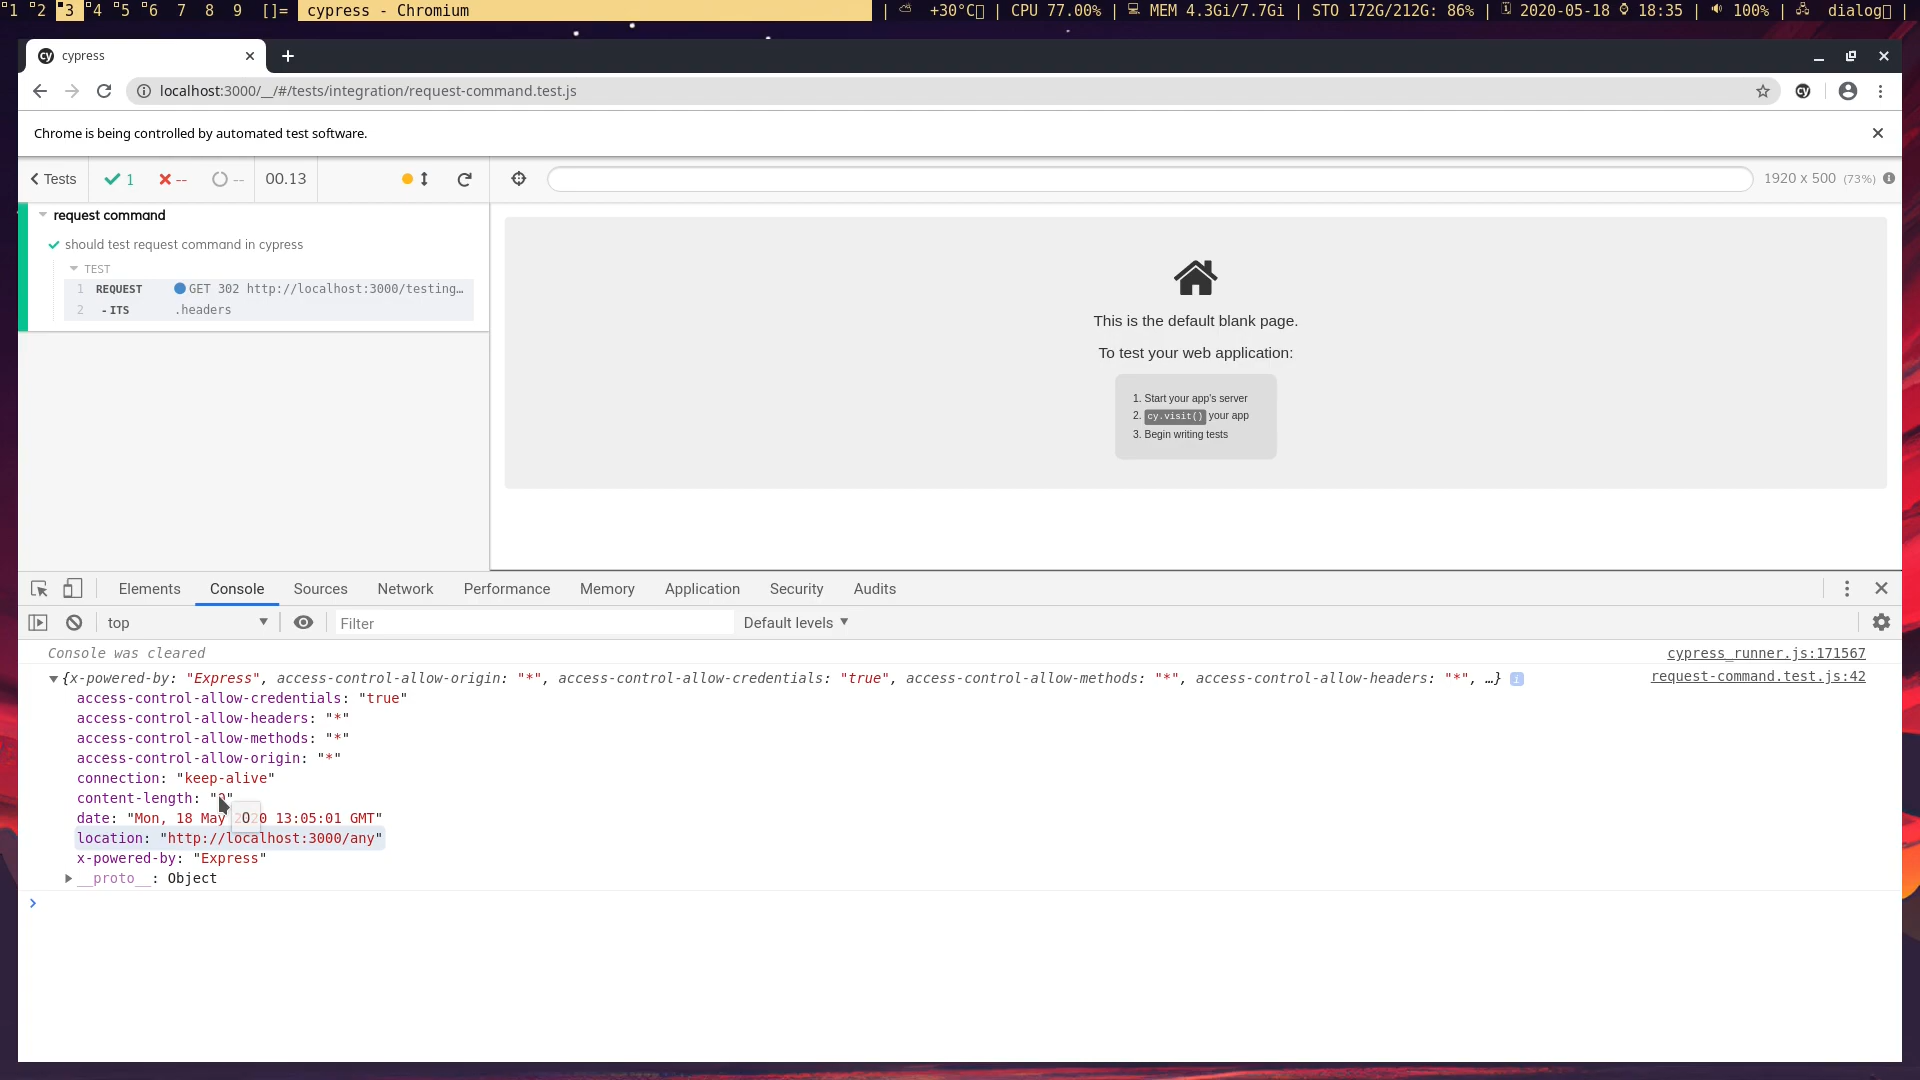 1 2 3 4 5 6 7 8 9 []= cypress - Chromium | +30°C | CPU 77.00% | MEM 4.3Gi/7.7Gi | STO 172G/212G: 86% | 2020-05-18 18:35 | 100% | dialog |
cypress
localhost:3000/__/#/tests/integration/request-command.test.js
Chrome is being controlled by automated test software.
Tests 1 -- -- 00.13 1920 x 500 (73%)
request command
should test request command in cypress
TEST
1 REQUEST GET 302 http://localhost:3000/testing…
2 -ITS .headers
This is the default blank page.
To test your web application:
1. Start your app's server
2. cy.visit() your app
3. Begin writing tests
Elements Console Sources Network Performance Memory Application Security Audits
top Filter Default levels
Console was cleared cypress_runner.js:171567
{x-powered-by: "Express", access-control-allow-origin: "*", access-control-allow-credentials: "true", access-control-allow-methods: "*", access-control-allow-headers: "*", …} request-command.test.js:42
access-control-allow-credentials: "true"
access-control-allow-headers: "*"
access-control-allow-methods: "*"
access-control-allow-origin: "*"
connection: "keep-alive"
content-length: "0"
0
date: "Mon, 18 May 2020 13:05:01 GMT"
location: "http://localhost:3000/any"
x-powered-by: "Express"
__proto__: Object